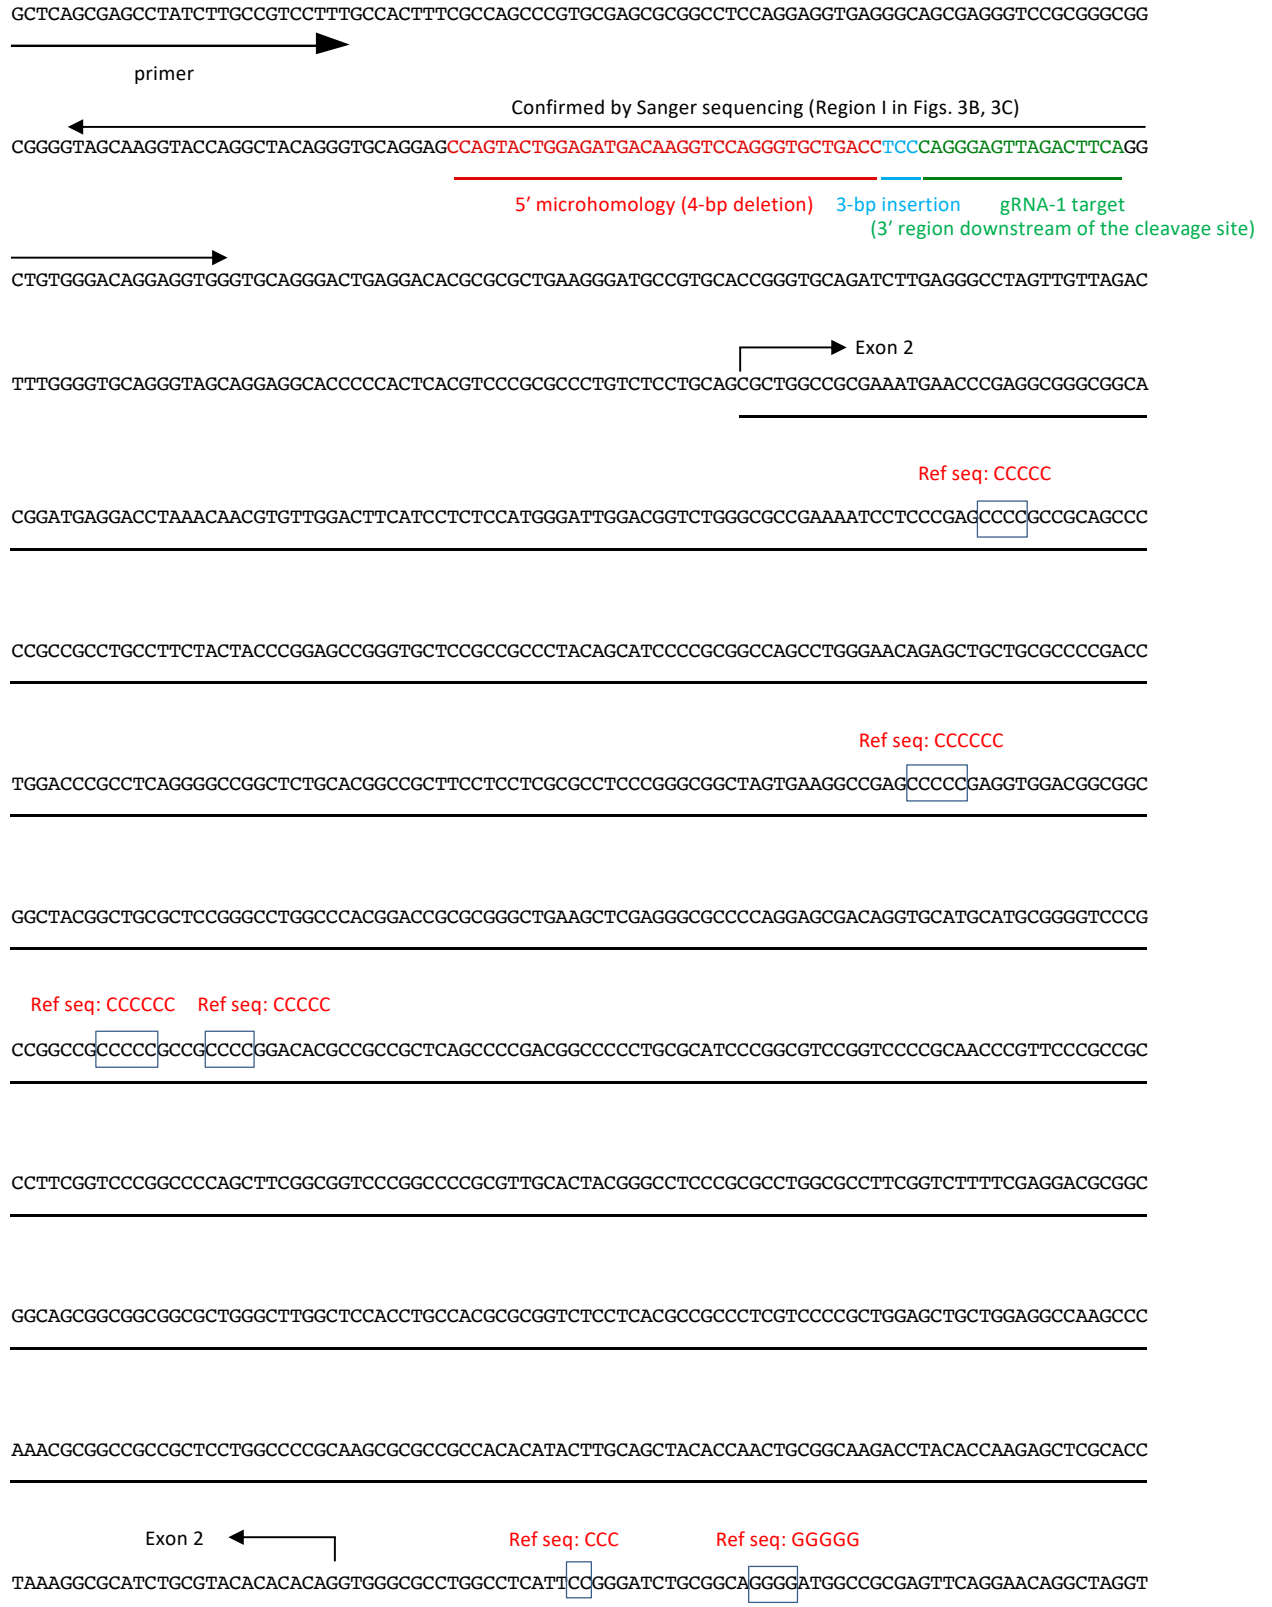 GCTCAGCGAGCCTATCTTGCCGTCCTTTGCCACTTTCGCCAGCCCGTGCGAGCGCGGCCTCCAGGAGGTGAGGGCAGCGAGGGTCCGCGGGCGG
primer
Confirmed by Sanger sequencing (Region I in Figs. 3B, 3C)
CGGGGTAGCAAGGTACCAGGCTACAGGGTGCAGGAGCCAGTACTGGAGATGACAAGGTCCAGGGTGCTGACCTCCCAGGGAGTTAGACTTCAGG
5′ microhomology (4-bp deletion) 3-bp insertion gRNA-1 target
(3′ region downstream of the cleavage site)
CTGTGGGACAGGAGGTGGGTGCAGGGACTGAGGACACGCGCGCTGAAGGGATGCCGTGCACCGGGTGCAGATCTTGAGGGCCTAGTTGTTAGAC
Exon 2
TTTGGGGTGCAGGGTAGCAGGAGGCACCCCCACTCACGTCCCGCGCCCTGTCTCCTGCAGCGCTGGCCGCGAAATGAACCCGAGGCGGGCGGCA
Ref seq: CCCCC
CGGATGAGGACCTAAACAACGTGTTGGACTTCATCCTCTCCATGGGATTGGACGGTCTGGGCGCCGAAAATCCTCCCGAGCCCCGCCGCAGCCC
CCGCCGCCTGCCTTCTACTACCCGGAGCCGGGTGCTCCGCCGCCCTACAGCATCCCCGCGGCCAGCCTGGGAACAGAGCTGCTGCGCCCCGACC
Ref seq: CCCCCC
TGGACCCGCCTCAGGGGCCGGCTCTGCACGGCCGCTTCCTCCTCGCGCCTCCCGGGCGGCTAGTGAAGGCCGAGCCCCCGAGGTGGACGGCGGC
GGCTACGGCTGCGCTCCGGGCCTGGCCCACGGACCGCGCGGGCTGAAGCTCGAGGGCGCCCCAGGAGCGACAGGTGCATGCATGCGGGGTCCCG
Ref seq: CCCCCC Ref seq: CCCCC
CCGGCCGCCCCCGCCGCCCCGGACACGCCGCCGCTCAGCCCCGACGGCCCCCTGCGCATCCCGGCGTCCGGTCCCCGCAACCCGTTCCCGCCGC
CCTTCGGTCCCGGCCCCAGCTTCGGCGGTCCCGGCCCCGCGTTGCACTACGGGCCTCCCGCGCCTGGCGCCTTCGGTCTTTTCGAGGACGCGGC
GGCAGCGGCGGCGGCGCTGGGCTTGGCTCCACCTGCCACGCGCGGTCTCCTCACGCCGCCCTCGTCCCCGCTGGAGCTGCTGGAGGCCAAGCCC
AAACGCGGCCGCCGCTCCTGGCCCCGCAAGCGCGCCGCCACACATACTTGCAGCTACACCAACTGCGGCAAGACCTACACCAAGAGCTCGCACC
Exon 2 Ref seq: CCC Ref seq: GGGGG
TAAAGGCGCATCTGCGTACACACACAGGTGGGCGCCTGGCCTCATTCCGGGATCTGCGGCAGGGGATGGCCGCGAGTTCAGGAACAGGCTAGGT